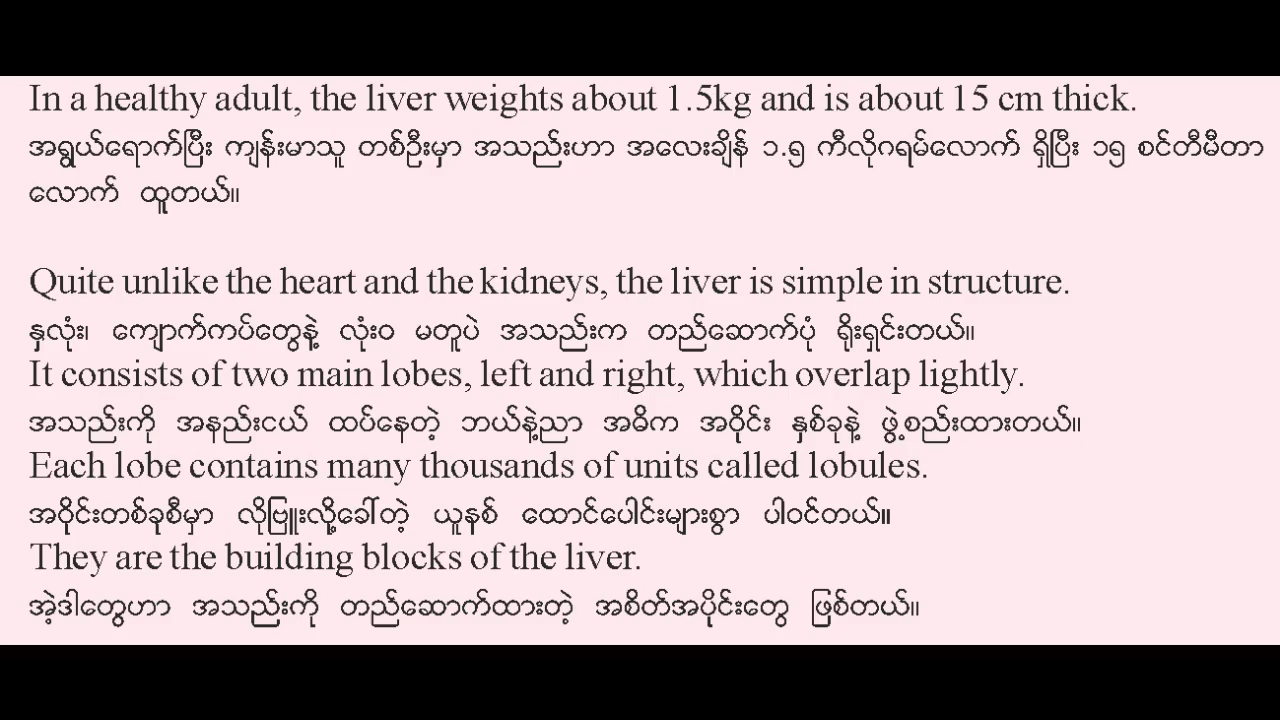 In a healthy adult, the liver weights about 1.5kg and is about 15 cm thick.
အရွယ်ရောက်ပြီး ကျန်းမာသူ တစ်ဦးမှာ အသည်းဟာ အလေးချိန် ၁.၅ ကီလိုဂရမ်လောက် ရှိပြီး ၁၅ စင်တီမီတာ
လောက် ထူတယ်။
Quite unlike the heart and the kidneys, the liver is simple in structure.
နှလုံး၊ ကျောက်ကပ်တွေနဲ့ လုံးဝ မတူပဲ အသည်းက တည်ဆောက်ပုံ ရိုးရှင်းတယ်။
It consists of two main lobes, left and right, which overlap lightly.
အသည်းကို အနည်းငယ် ထပ်နေတဲ့ ဘယ်နဲ့ညာ အဓိက အဝိုင်း နှစ်ခုနဲ့ ဖွဲ့စည်းထားတယ်။
Each lobe contains many thousands of units called lobules.
အဝိုင်းတစ်ခုစီမှာ လိုဗြူးလို့ခေါ်တဲ့ ယူနစ် ထောင်ပေါင်းများစွာ ပါဝင်တယ်။
They are the building blocks of the liver.
အဲ့ဒါတွေဟာ အသည်းကို တည်ဆောက်ထားတဲ့ အစိတ်အပိုင်းတွေ ဖြစ်တယ်။